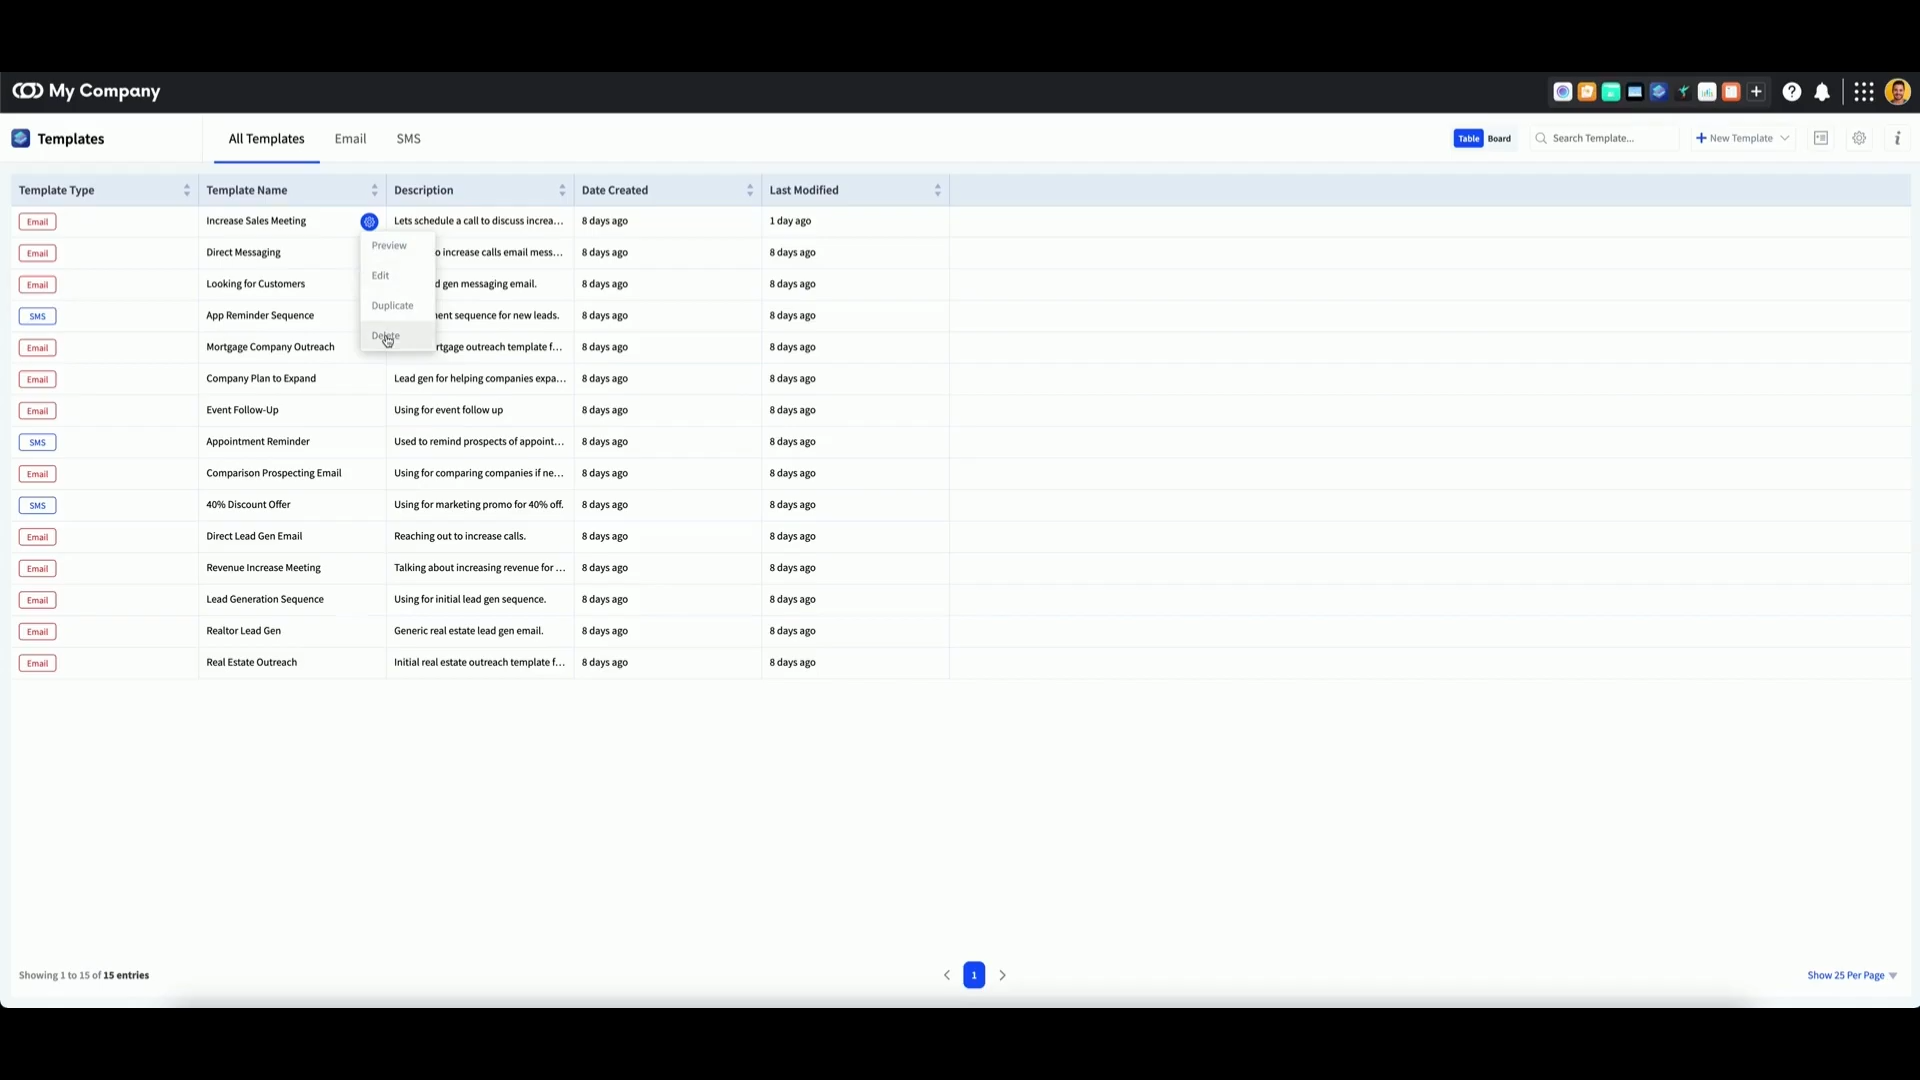 My Company
Templates
All Templates Email SMS
Table Board
Search Template...
New Template
Template Type Template Name Description Date Created Last Modified
Email Increase Sales Meeting Lets schedule a call to discuss increa... 8 days ago 1 day ago
Preview
Email Direct Messaging o increase calls email mess... 8 days ago 8 days ago
Edit
Email Looking for Customers d gen messaging email. 8 days ago 8 days ago
Duplicate
SMS App Reminder Sequence ent sequence for new leads. 8 days ago 8 days ago
Delete
Email Mortgage Company Outreach rtgage outreach template f... 8 days ago 8 days ago
Email Company Plan to Expand Lead gen for helping companies expa... 8 days ago 8 days ago
Email Event Follow-Up Using for event follow up 8 days ago 8 days ago
SMS Appointment Reminder Used to remind prospects of appoint... 8 days ago 8 days ago
Email Comparison Prospecting Email Using for comparing companies if ne... 8 days ago 8 days ago
SMS 40% Discount Offer Using for marketing promo for 40% off. 8 days ago 8 days ago
Email Direct Lead Gen Email Reaching out to increase calls. 8 days ago 8 days ago
Email Revenue Increase Meeting Talking about increasing revenue for ... 8 days ago 8 days ago
Email Lead Generation Sequence Using for initial lead gen sequence. 8 days ago 8 days ago
Email Realtor Lead Gen Generic real estate lead gen email. 8 days ago 8 days ago
Email Real Estate Outreach Initial real estate outreach template f... 8 days ago 8 days ago
Showing 1 to 15 of 15 entries
1
Show 25 Per Page